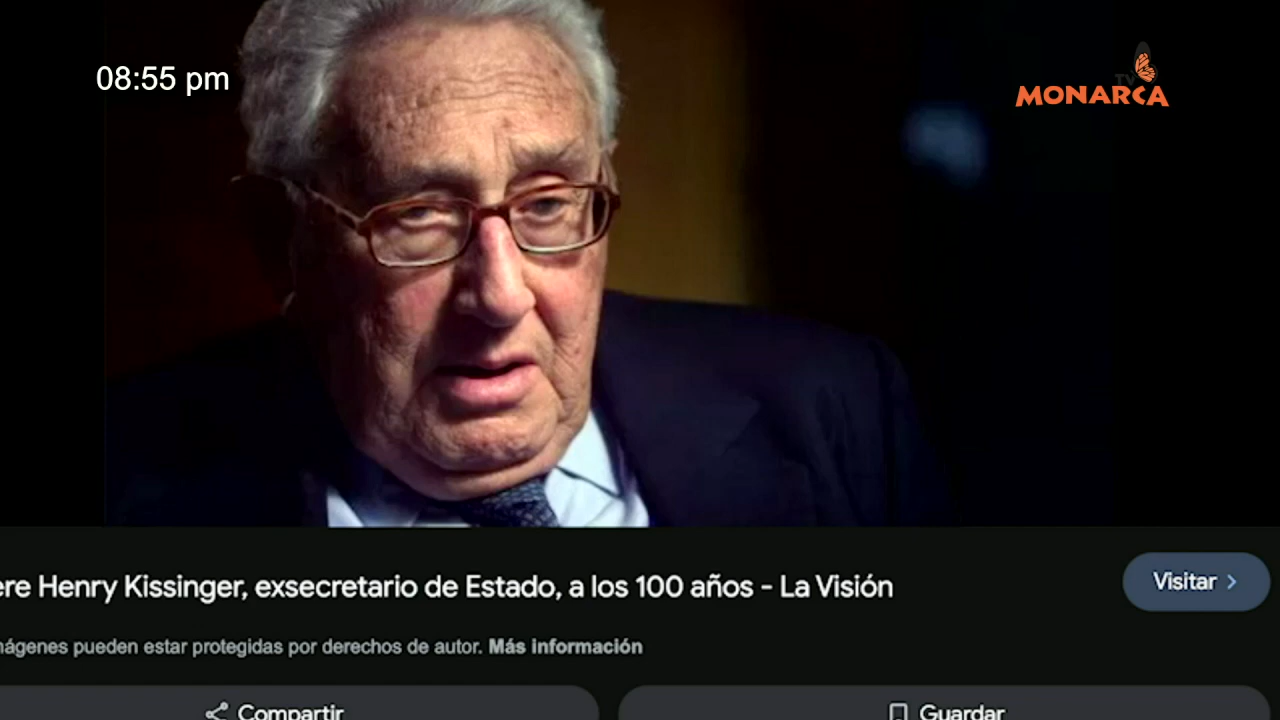 08:55 pm
TV
MONARCA
ere Henry Kissinger, exsecretario de Estado, a los 100 años - La Visión
Visitar
mágenes pueden estar protegidas por derechos de autor. Más información
Compartir
Guardar